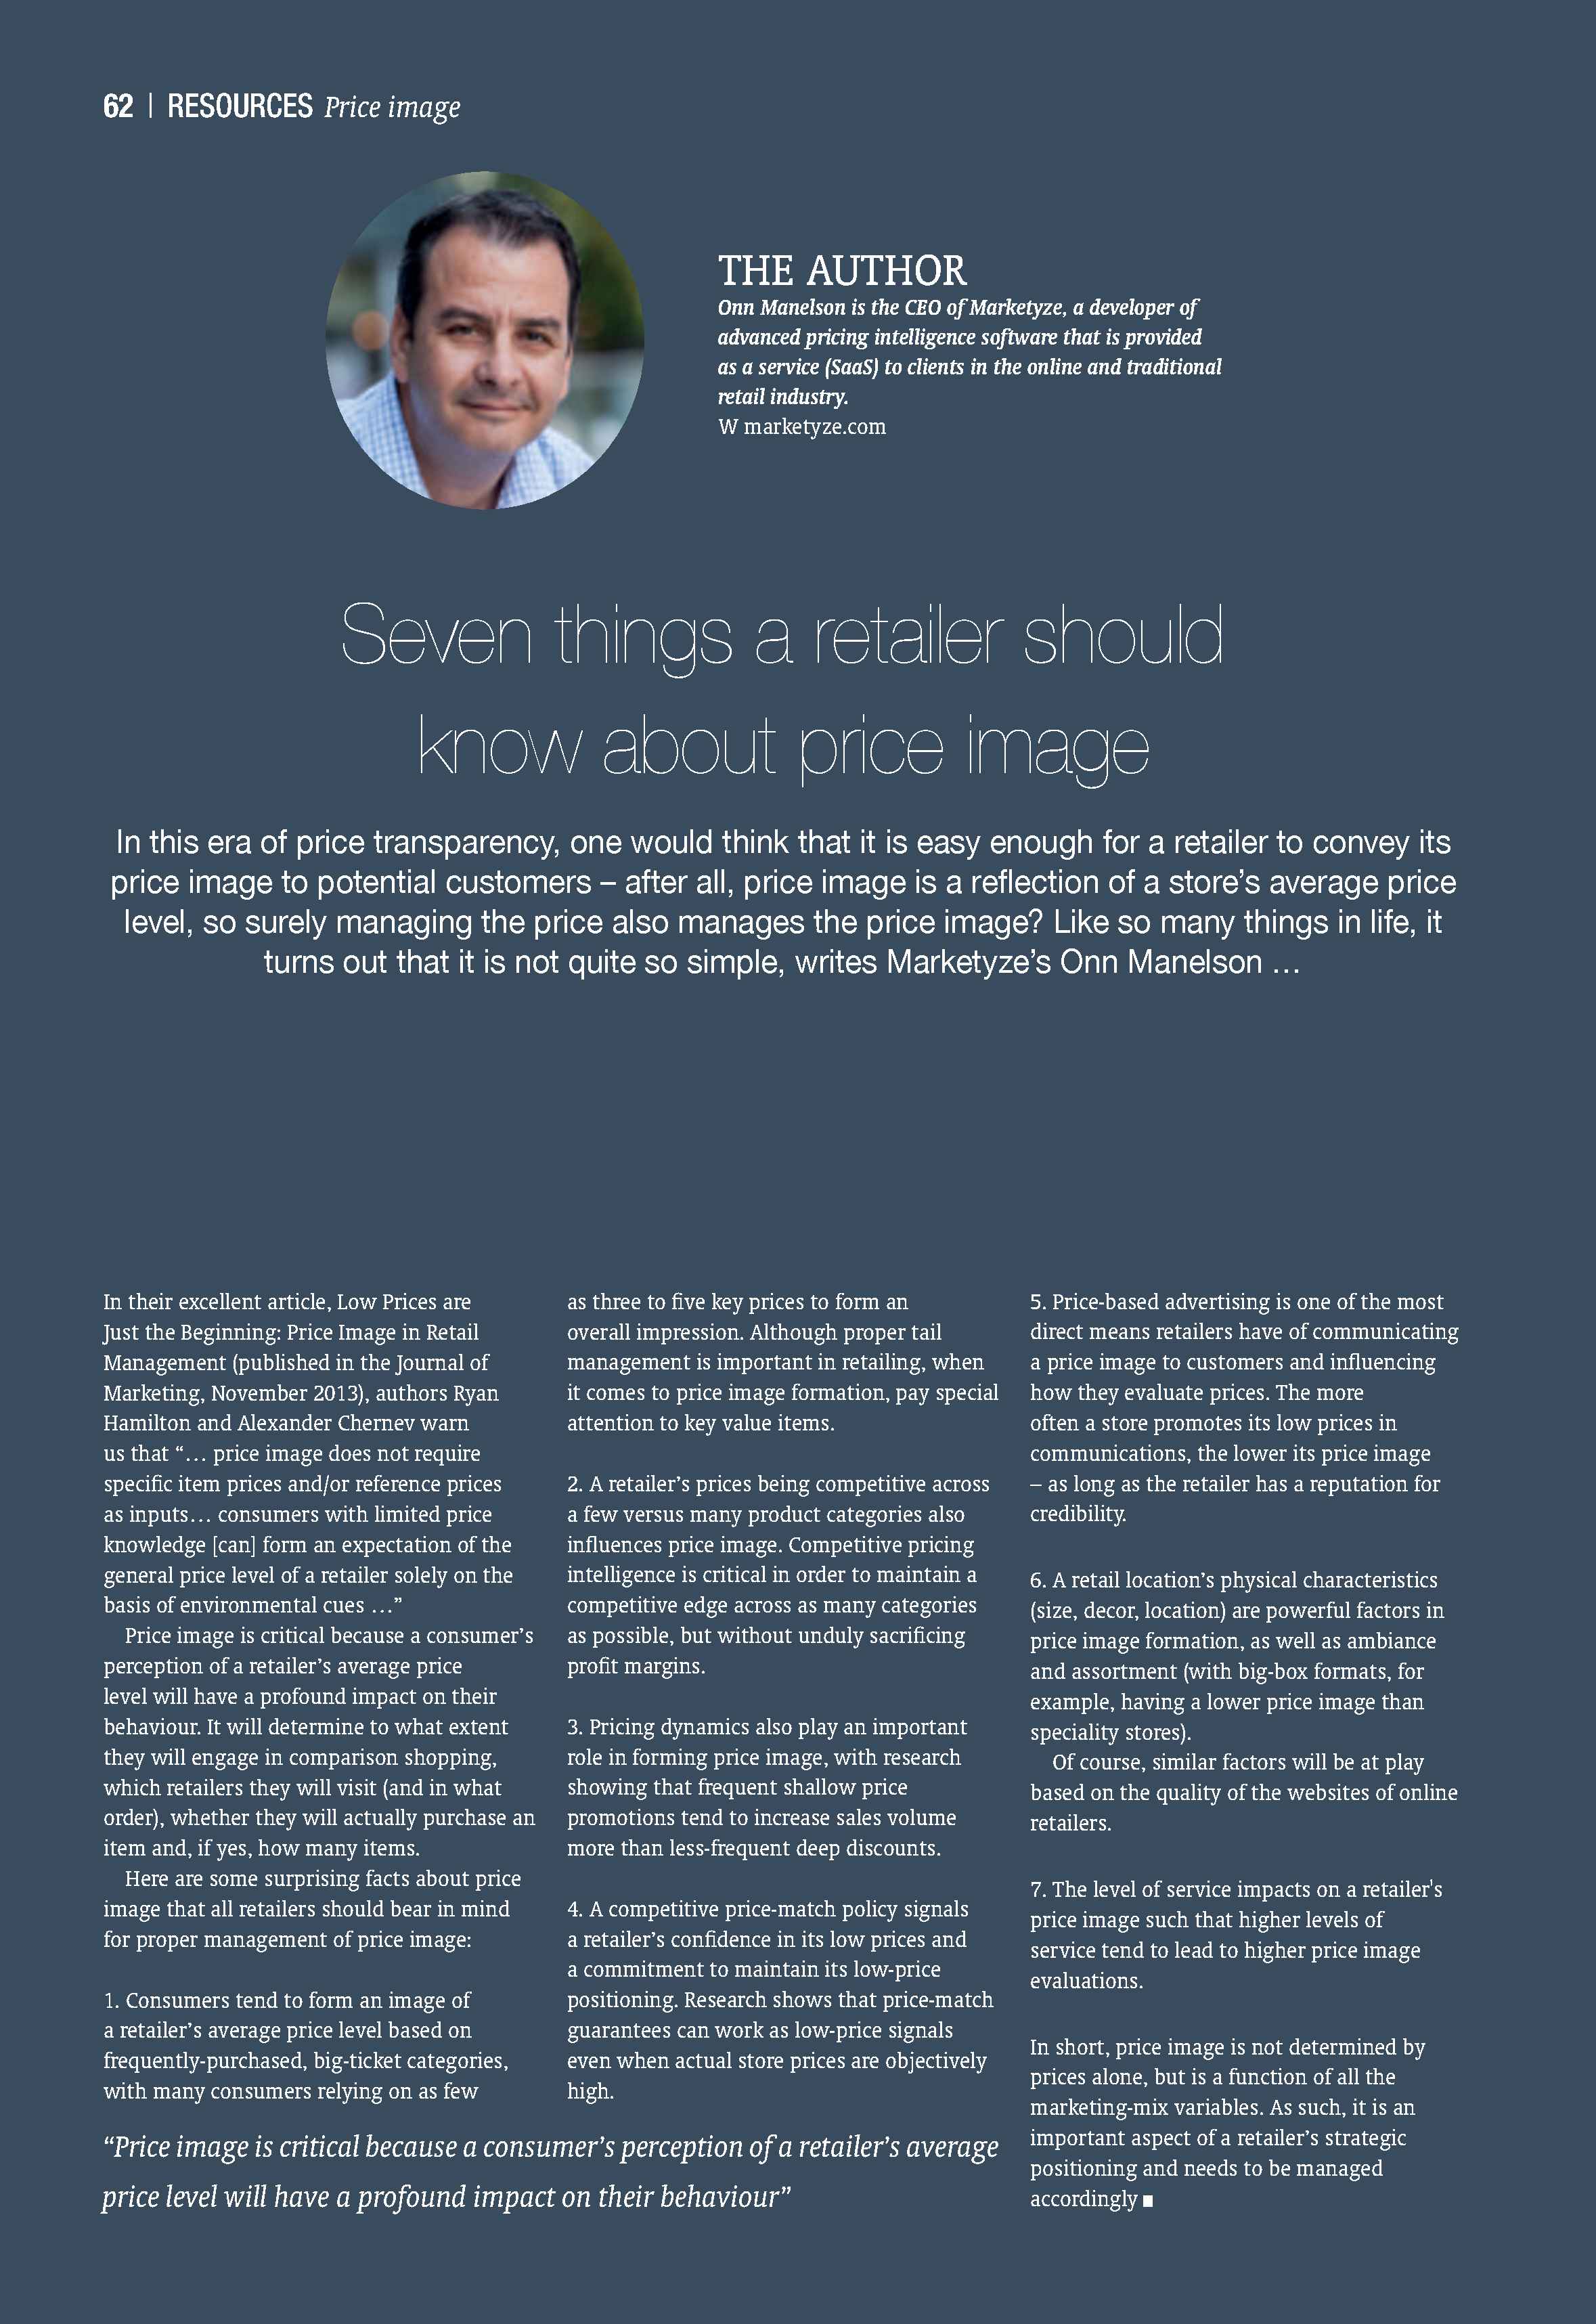 62 | RESOURCES Price image
THE AUTHOR
Onn Manelson is the CEO of Marketyze, a developer of
advanced pricing intelligence software that is provided
as a service (SaaS) to clients in the online and traditional
retail industry.
W marketyze.com
Seven things a retailer should
know about price image
In this era of price transparency, one would think that it is easy enough for a retailer to convey its
price image to potential customers – after all, price image is a reflection of a store’s average price
level, so surely managing the price also manages the price image? Like so many things in life, it
turns out that it is not quite so simple, writes Marketyze’s Onn Manelson …
In their excellent article, Low Prices are
Just the Beginning: Price Image in Retail
Management (published in the Journal of
Marketing, November 2013), authors Ryan
Hamilton and Alexander Chernev warn
us that “… price image does not require
specific item prices and/or reference prices
as inputs… consumers with limited price
knowledge [can] form an expectation of the
general price level of a retailer solely on the
basis of environmental cues …”
Price image is critical because a consumer’s
perception of a retailer’s average price
level will have a profound impact on their
behaviour. It will determine to what extent
they will engage in comparison shopping,
which retailers they will visit (and in what
order), whether they will actually purchase an
item and, if yes, how many items.
Here are some surprising facts about price
image that all retailers should bear in mind
for proper management of price image:
1. Consumers tend to form an image of
a retailer’s average price level based on
frequently-purchased, big-ticket categories,
with many consumers relying on as few
as three to five key prices to form an
overall impression. Although proper tail
management is important in retailing, when
it comes to price image formation, pay special
attention to key value items.
2. A retailer’s prices being competitive across
a few versus many product categories also
influences price image. Competitive pricing
intelligence is critical in order to maintain a
competitive edge across as many categories
as possible, but without unduly sacrificing
profit margins.
3. Pricing dynamics also play an important
role in forming price image, with research
showing that frequent shallow price
promotions tend to increase sales volume
more than less-frequent deep discounts.
4. A competitive price-match policy signals
a retailer’s confidence in its low prices and
a commitment to maintain its low-price
positioning. Research shows that price-match
guarantees can work as low-price signals
even when actual store prices are objectively
high.
“Price image is critical because a consumer’s perception of a retailer’s average
price level will have a profound impact on their behaviour”
5. Price-based advertising is one of the most
direct means retailers have of communicating
a price image to customers and influencing
how they evaluate prices. The more
often a store promotes its low prices in
communications, the lower its price image
– as long as the retailer has a reputation for
credibility.
6. A retail location’s physical characteristics
(size, decor, location) are powerful factors in
price image formation, as well as ambiance
and assortment (with big-box formats, for
example, having a lower price image than
speciality stores).
Of course, similar factors will be at play
based on the quality of the websites of online
retailers.
7. The level of service impacts on a retailer's
price image such that higher levels of
service tend to lead to higher price image
evaluations.
In short, price image is not determined by
prices alone, but is a function of all the
marketing-mix variables. As such, it is an
important aspect of a retailer’s strategic
positioning and needs to be managed
accordingly ■